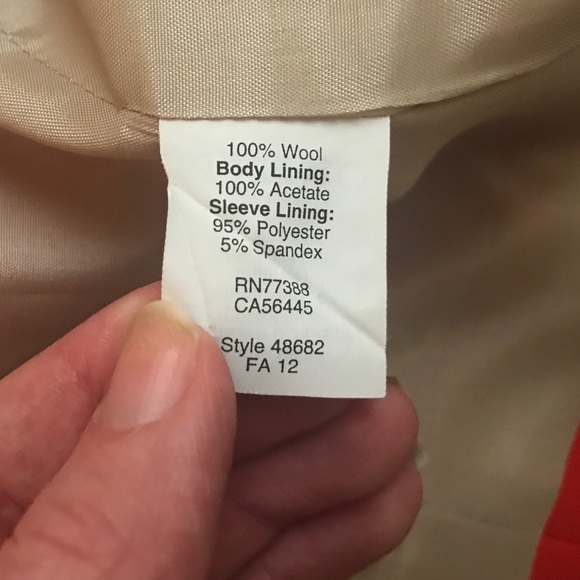 100% Wool
Body Lining:
100% Acetate
Sleeve Lining:
95% Polyester
5% Spandex
RN77388
CA56445
Style 48682
FA 12